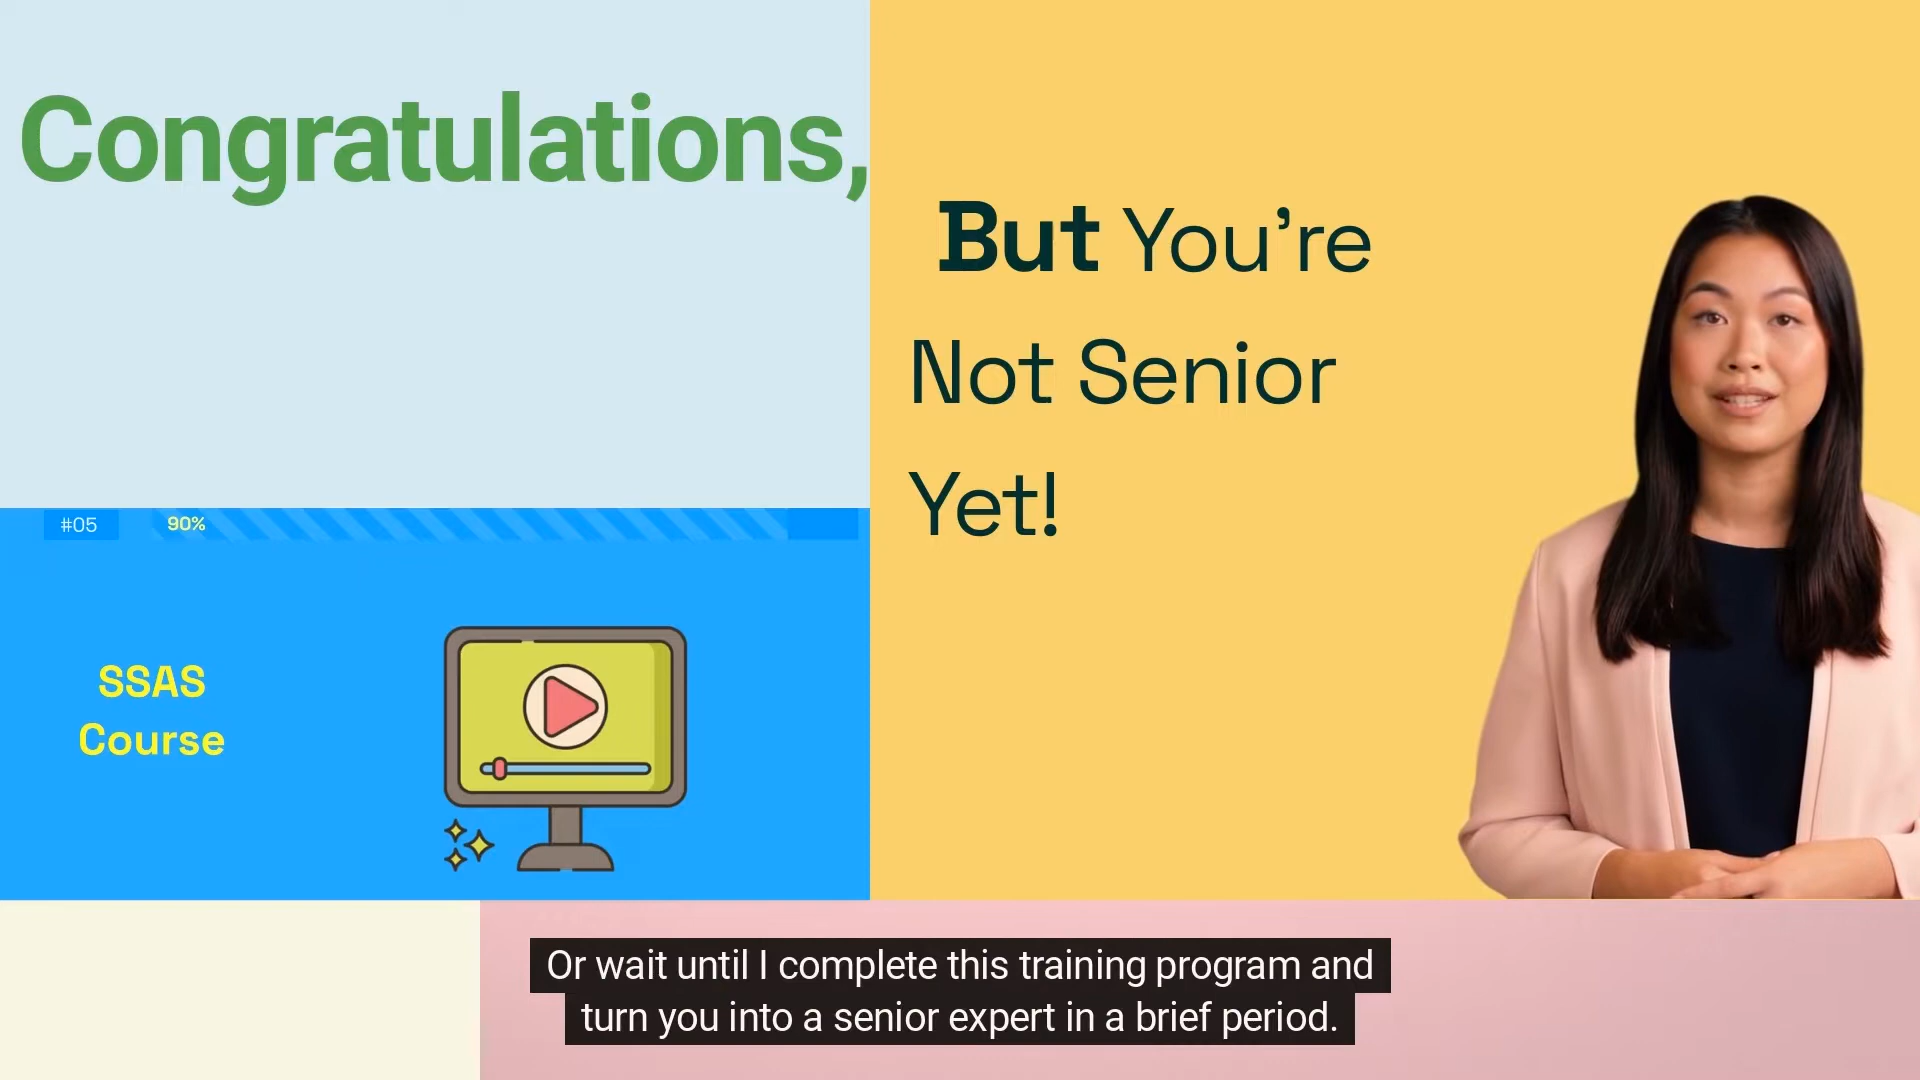 Congratulations,
But You’re
Not Senior
Yet!
#05
90%
SSAS
Course
Or wait until I complete this training program and
turn you into a senior expert in a brief period.